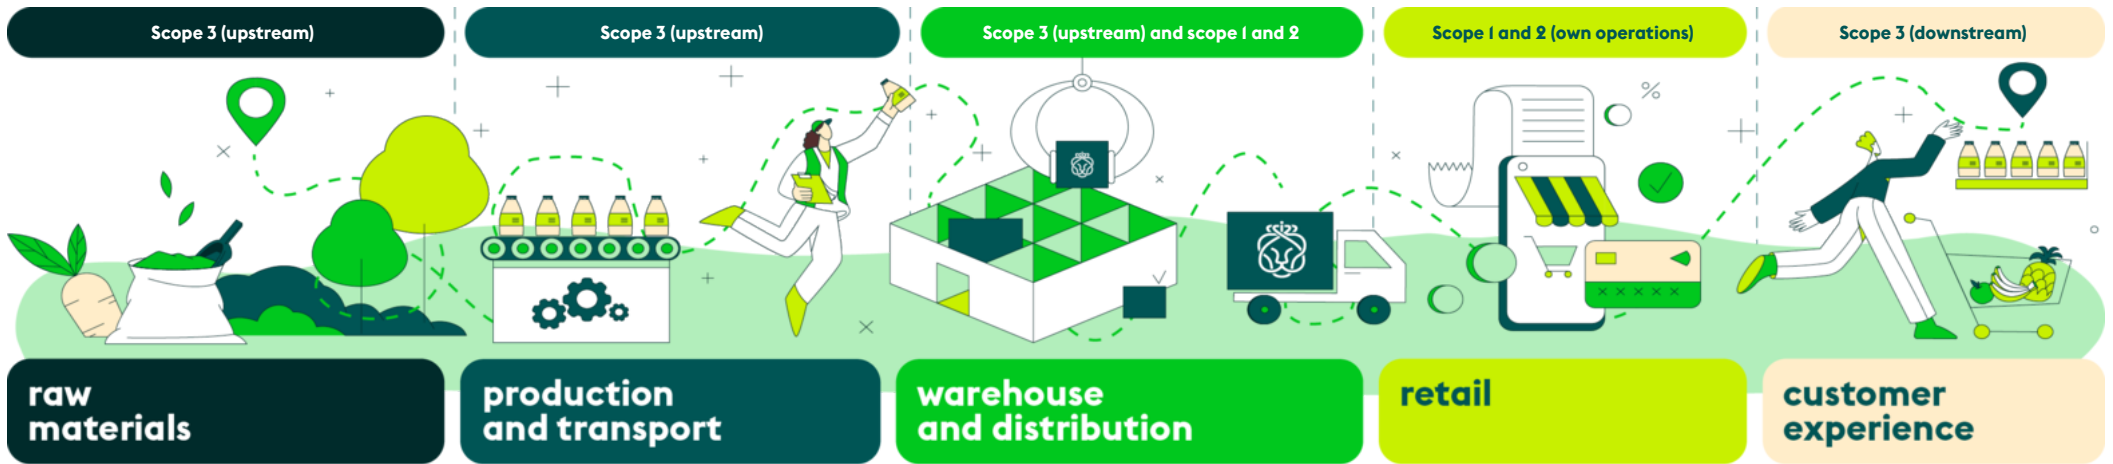 Scope 3 (upstream)
Scope 3 (upstream)
Scope 3 (upstream) and scope 1 and 2
Scope 1 and 2 (own operations)
Scope 3 (downstream)
%
raw
materials
production
and transport
warehouse
and distribution
retail
customer
experience